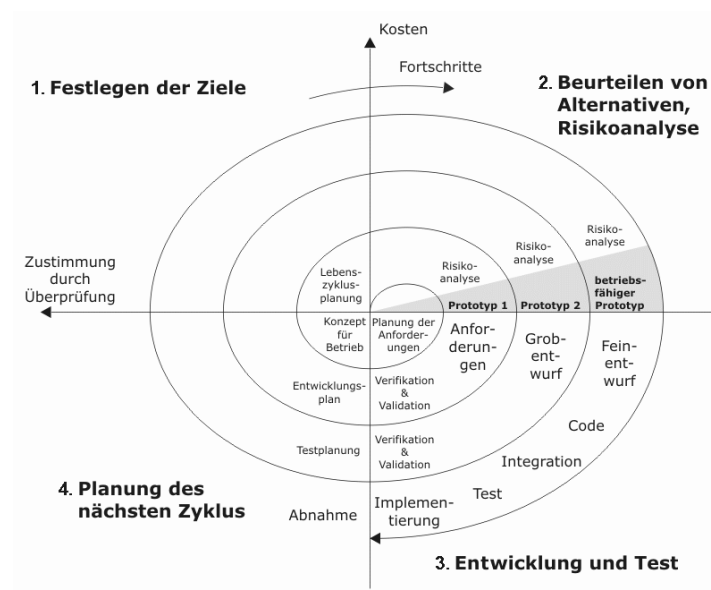 Kosten
Fortschritte
1. Festlegen der Ziele
2. Beurteilen von
Alternativen,
Risikoanalyse
Zustimmung
durch
Überprüfung)
Lebens-
zyklus-
planung
Risiko-
analyse
Risiko-
analyse
Risiko-
analyse
Prototyp 1
Prototyp 2
betriebs-
fähiger
Prototyp
Konzept
für
Betrieb
Planung der
Anforder-
ungen
Anfor-
derun-
gen
Grob-
ent-
wurf
Fein-
ent-
wurf
Entwicklungs-
plan
Verifikation
&
Validation
Code
Testplanung
Verifikation
&
Validation
Integration
Test
4. Planung des
nächsten Zyklus
Abnahme
Implemen-
tierung
3. Entwicklung und Test